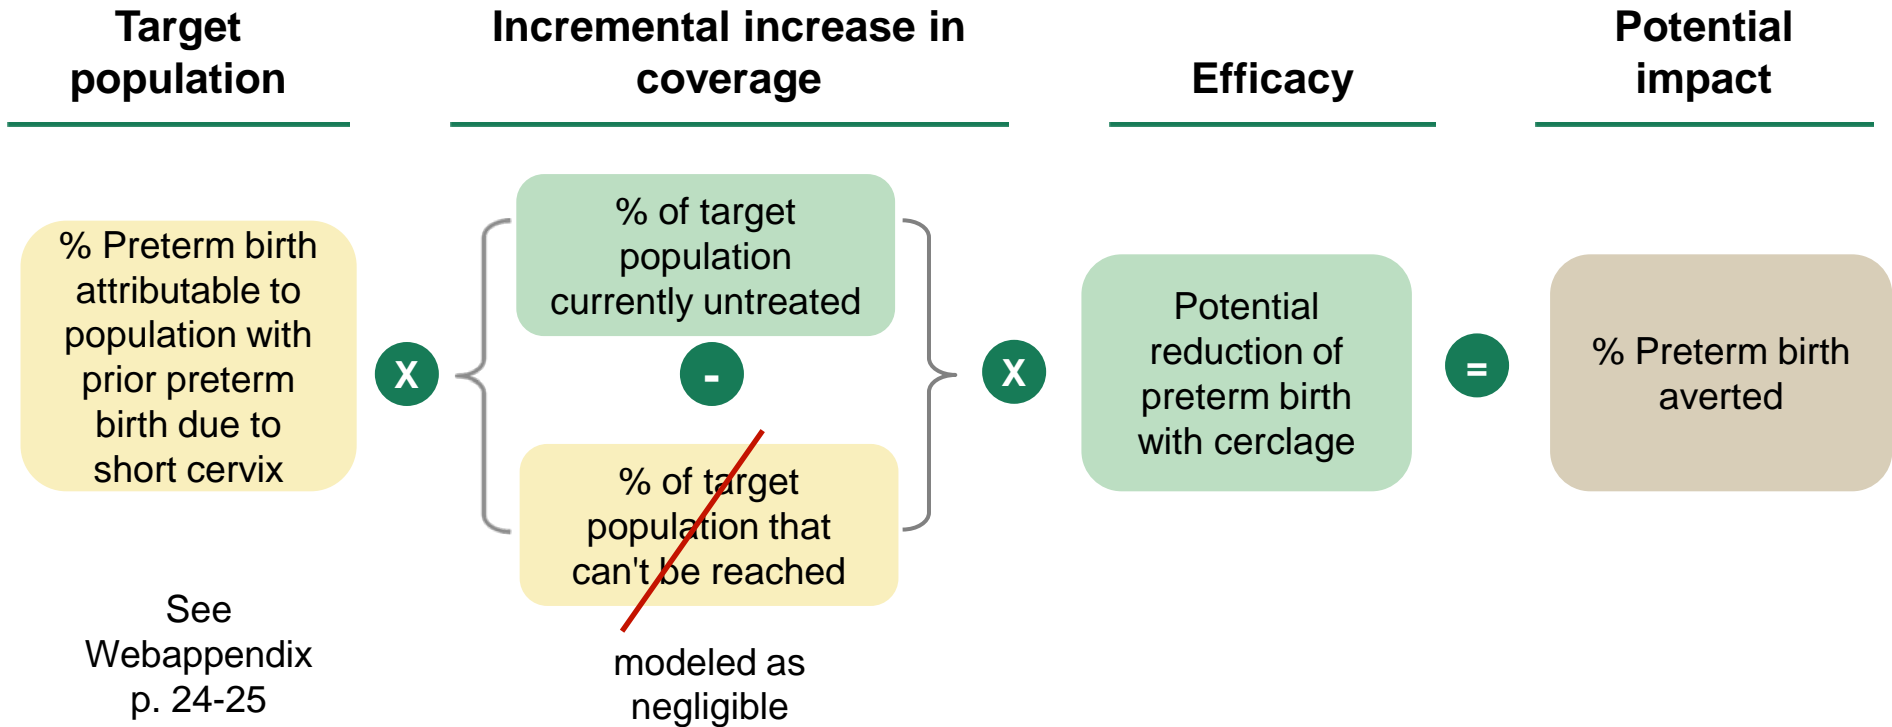 Target
population
Incremental increase in
coverage
Efficacy
Potential
impact
% Preterm birth
attributable to
population with
prior preterm
birth due to
short cervix
X
% of target
population
currently untreated
-
% of target
population that
can't be reached
X
Potential
reduction of
preterm birth
with cerclage
=
% Preterm birth
averted
See
Webappendix
p. 24-25
modeled as
negligible